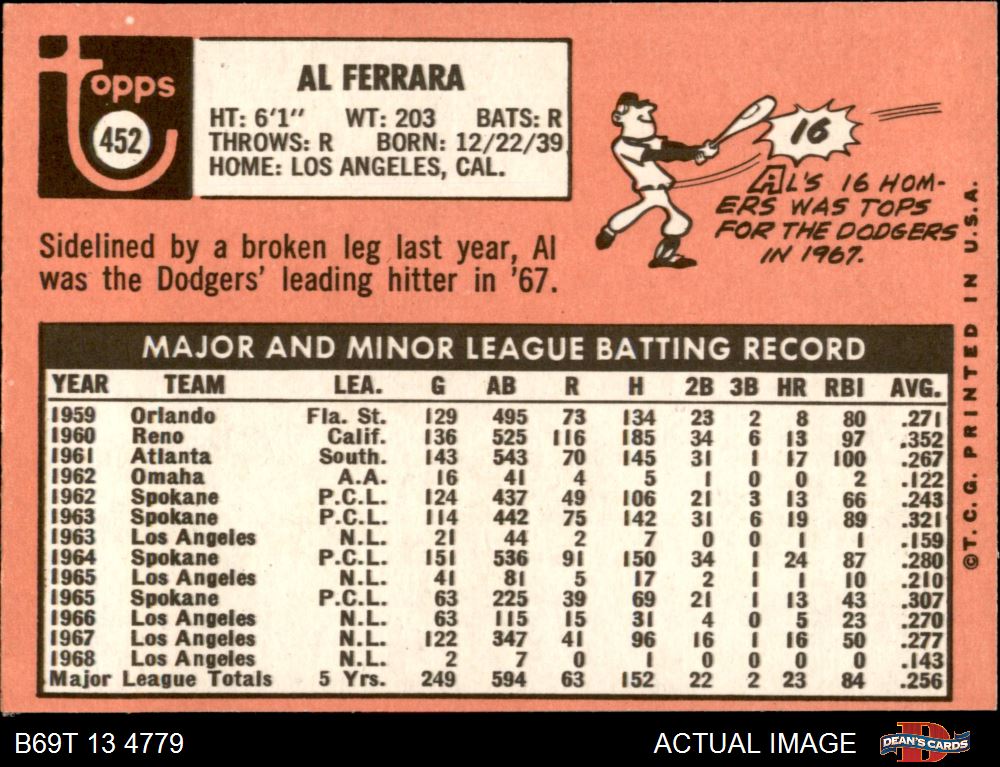 Topps
452
AL FERRARA
HT: 6'1" WT: 203 BATS: R
THROWS: R BORN: 12/22/39
HOME: LOS ANGELES, CAL.
16
AL'S 16 HOM-
ERS WAS TOPS
FOR THE DODGERS
IN 1967.
Sidelined by a broken leg last year, Al
was the Dodgers' leading hitter in '67.
MAJOR AND MINOR LEAGUE BATTING RECORD
YEAR TEAM LEA. G AB R H 2B 3B HR RBI AVG.
1959 Orlando Fla. St. 129 495 73 134 23 2 8 80 .271
1960 Reno Calif. 136 525 116 185 34 6 13 97 .352
1961 Atlanta South. 143 543 70 145 31 1 17 100 .267
1962 Omaha A.A. 16 41 4 5 1 0 0 2 .122
1962 Spokane P.C.L. 124 437 49 106 21 3 13 66 .243
1963 Spokane P.C.L. 114 442 75 142 31 6 19 89 .321
1963 Los Angeles N.L. 21 44 2 7 0 0 1 1 .159
1964 Spokane P.C.L. 151 536 91 150 34 1 24 87 .280
1965 Los Angeles N.L. 41 81 5 17 2 1 1 10 .210
1965 Spokane P.C.L. 63 225 39 69 21 1 13 43 .307
1966 Los Angeles N.L. 63 115 15 31 4 0 5 23 .270
1967 Los Angeles N.L. 122 347 41 96 16 1 16 50 .277
1968 Los Angeles N.L. 2 7 0 1 0 0 0 0 .143
Major League Totals 5 Yrs. 249 594 63 152 22 2 23 84 .256
©T.C.G. PRINTED IN U.S.A.
B69T 13 4779
ACTUAL IMAGE
DEAN'S CARDS